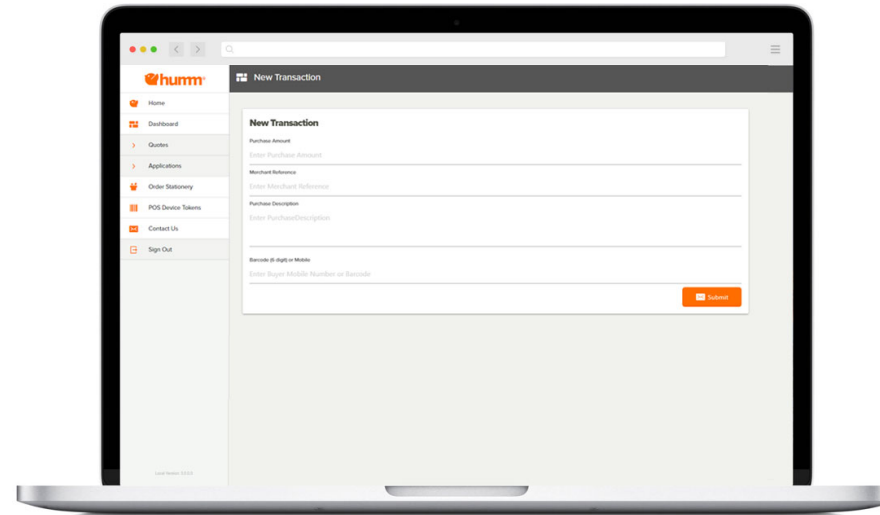 humm
New Transaction
Home
Dashboard
Quotes
Applications
Order Stationery
POS Device Tokens
Contact Us
Sign Out
New Transaction
Purchase Amount
Enter Purchase Amount
Merchant Reference
Enter Merchant Reference
Purchase Description
Enter PurchaseDescription
Barcode (6 digit) or Mobile
Enter Buyer Mobile Number or Barcode
Submit